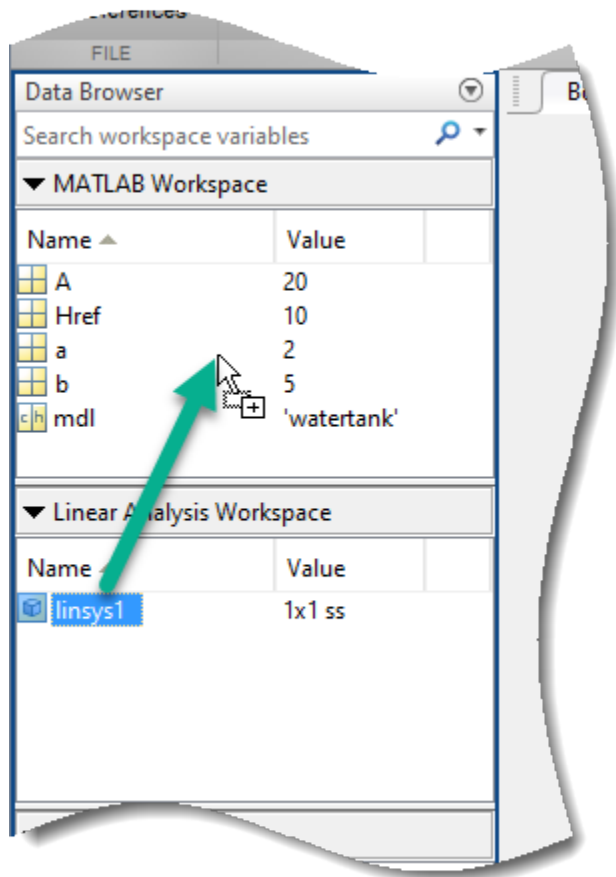 FILE
Data Browser
Search workspace variables
MATLAB Workspace
Name Value
A 20
Href 10
a 2
b 5
ch mdl 'watertank'
Linear Analysis Workspace
Name Value
linsys1 1x1 ss